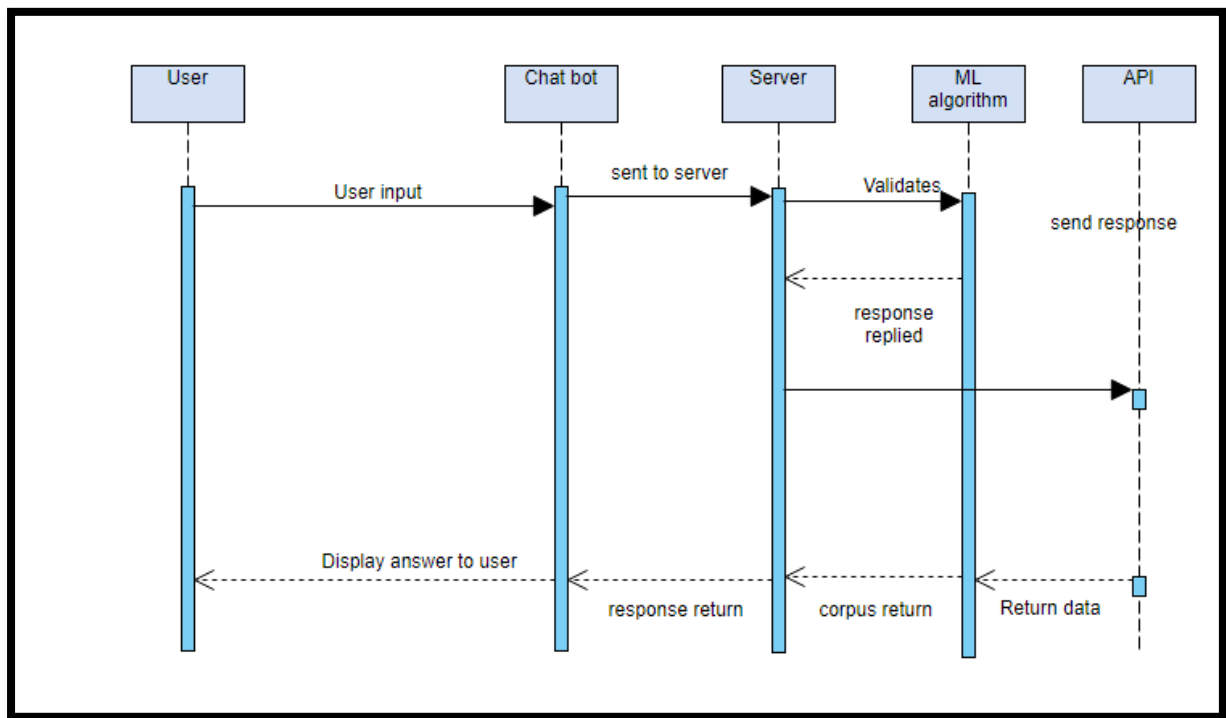 User
Chat bot
Server
ML
algorithm
API
User input
sent to server
Validates
send response
response
replied
Display answer to user
response return
corpus return
Return data